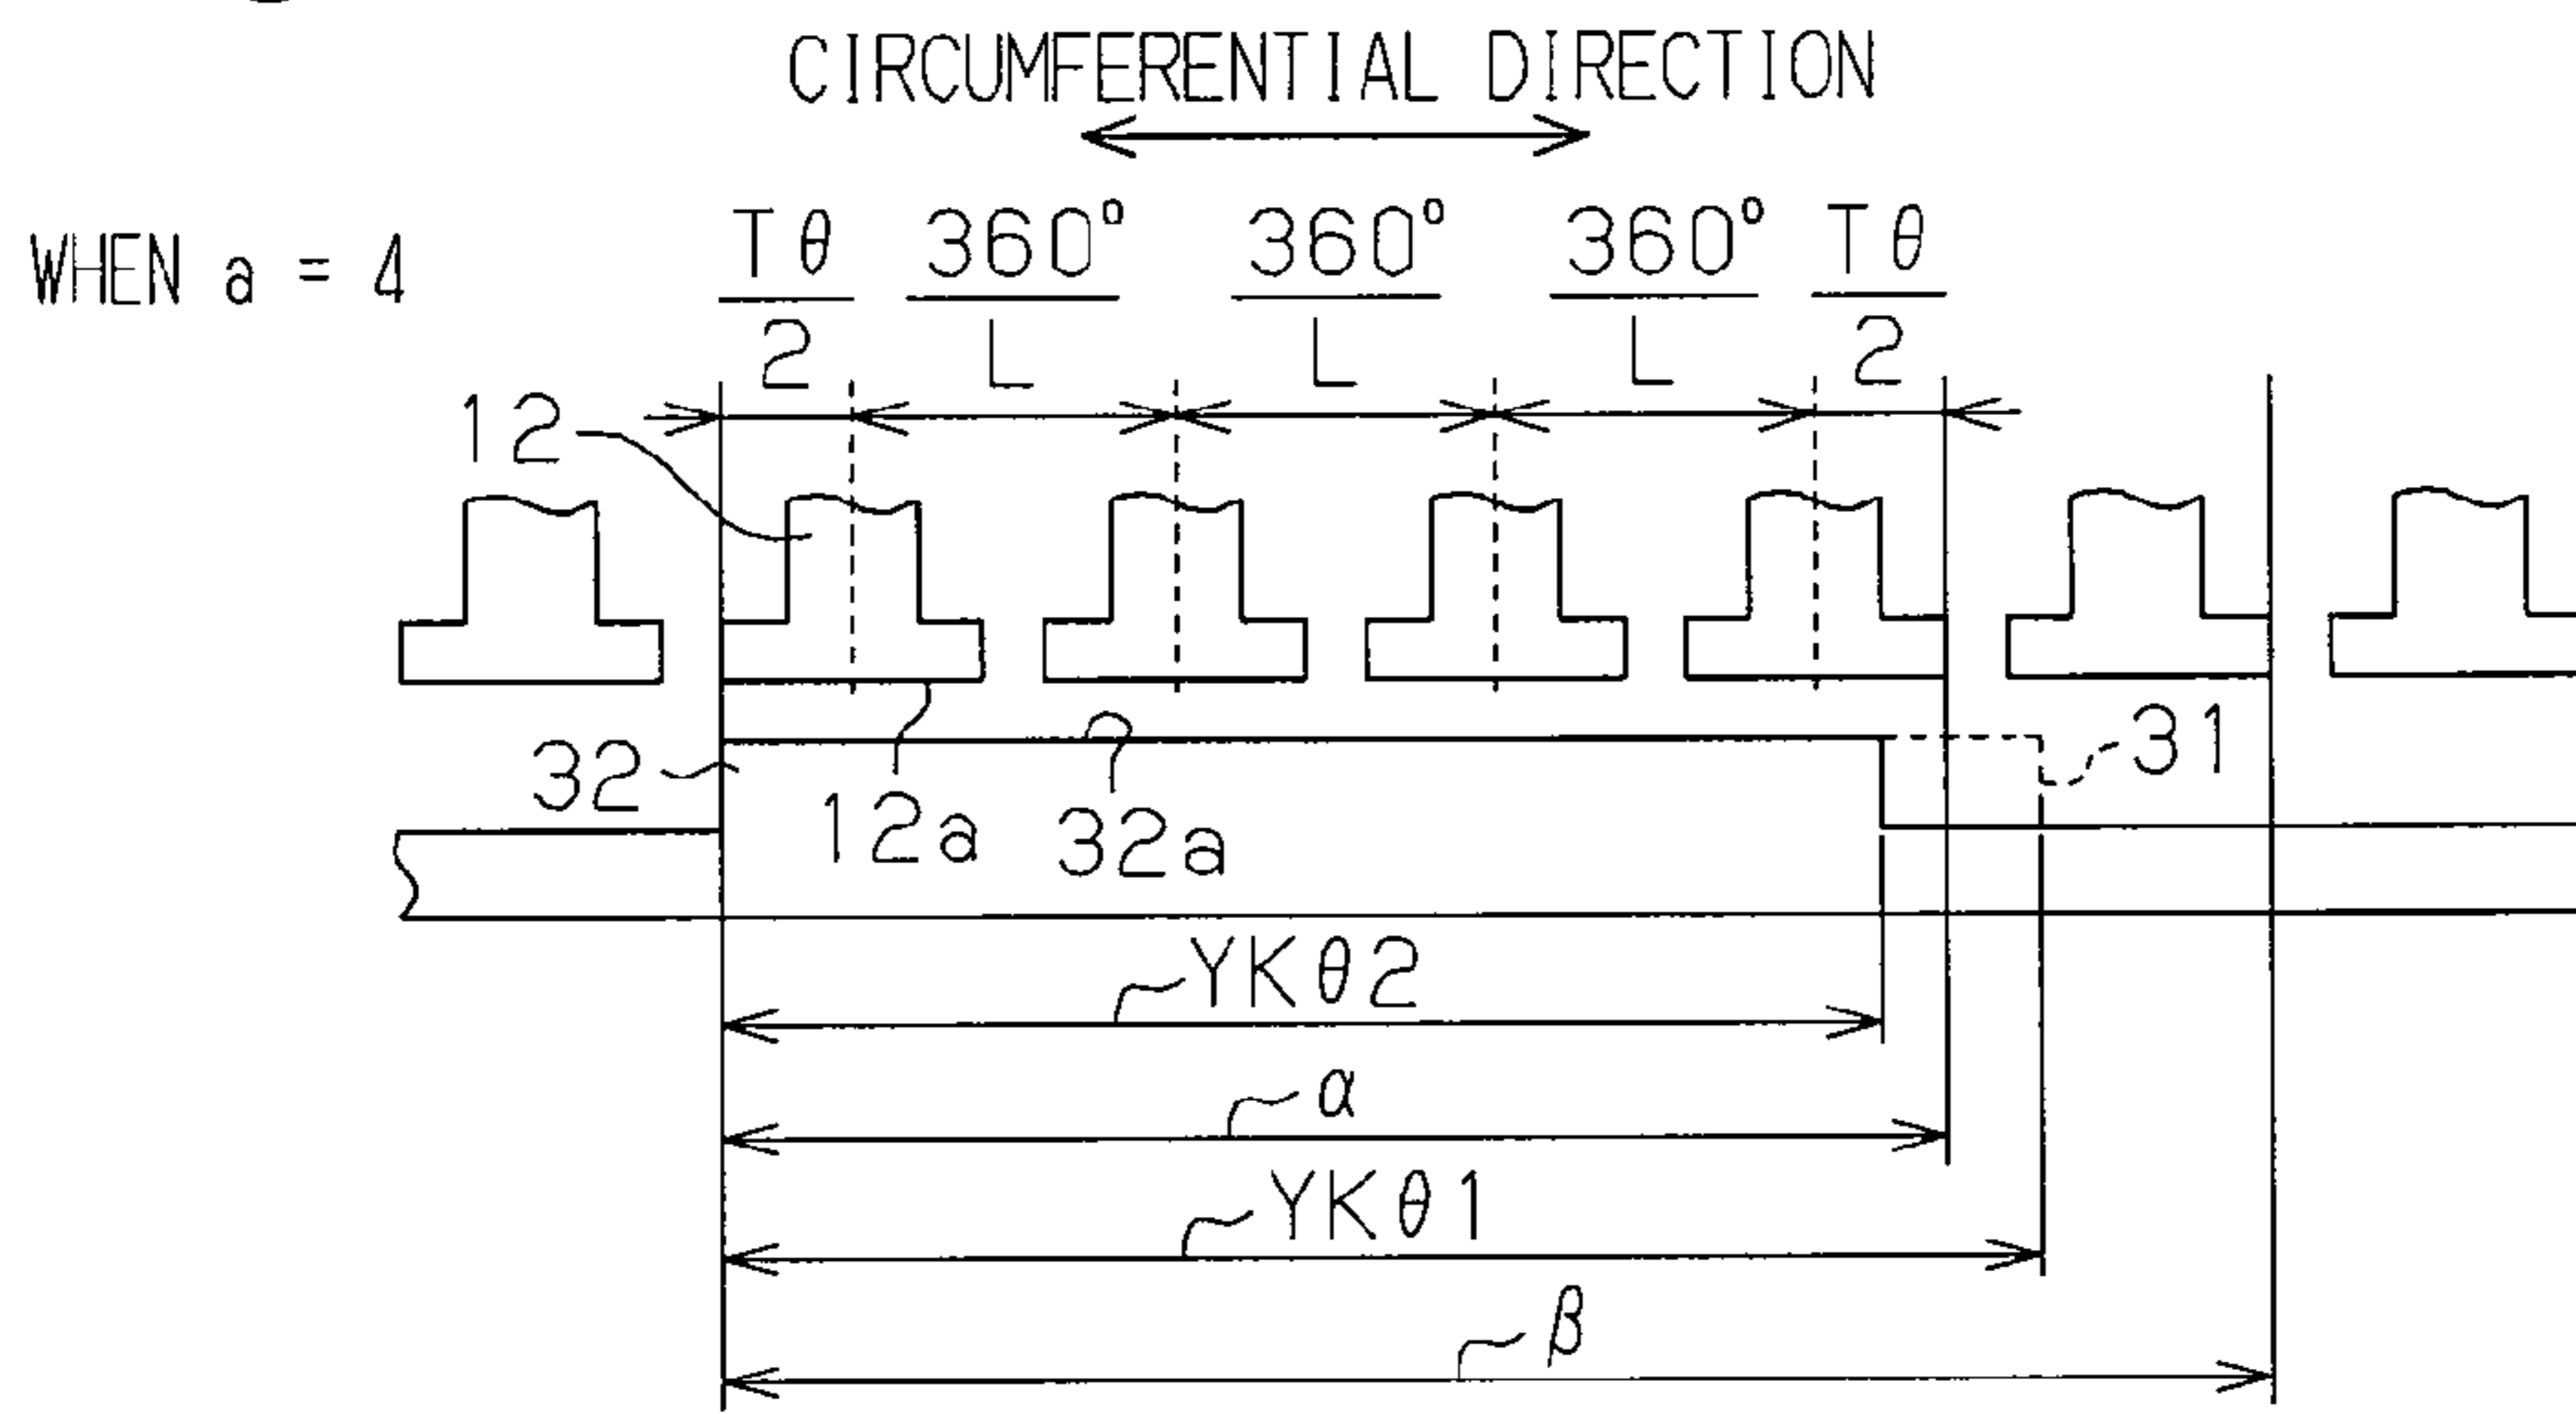 CIRCUMFERENTIAL DIRECTION
WHEN a = 4
Tθ/2 360°/L 360°/L 360°/L Tθ/2
12
31
32
12a
32a
YKθ2
α
YKθ1
β